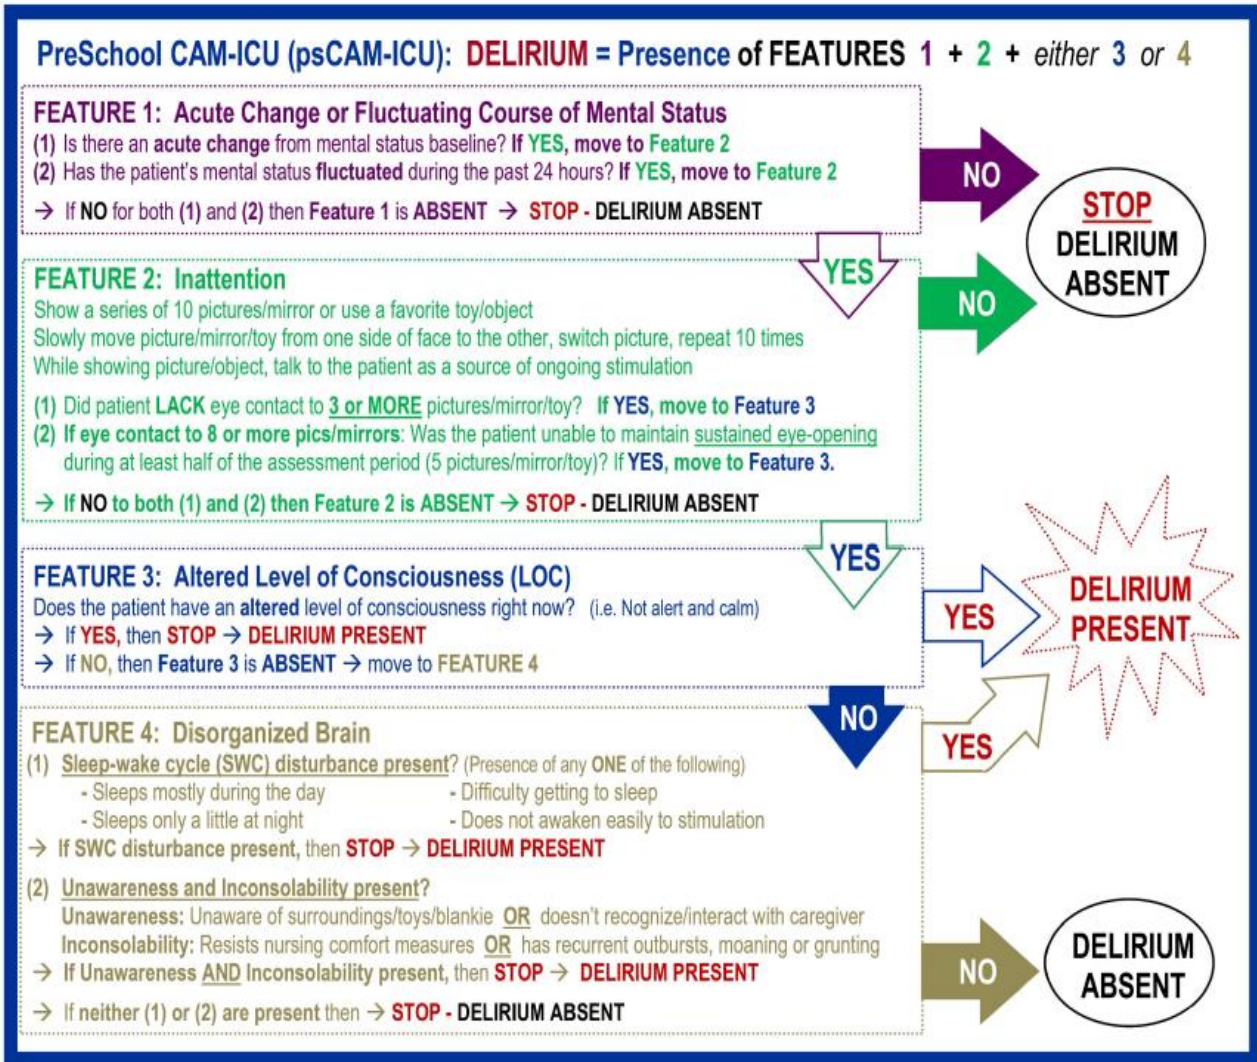 PreSchool CAM-ICU (psCAM-ICU): DELIRIUM = Presence of FEATURES 1 + 2 + either 3 or 4
FEATURE 1: Acute Change or Fluctuating Course of Mental Status
(1) Is there an acute change from mental status baseline? If YES, move to Feature 2
(2) Has the patient's mental status fluctuated during the past 24 hours? If YES, move to Feature 2
→ If NO for both (1) and (2) then Feature 1 is ABSENT → STOP - DELIRIUM ABSENT
NO
STOP
DELIRIUM
ABSENT
YES
FEATURE 2: Inattention
Show a series of 10 pictures/mirror or use a favorite toy/object
Slowly move picture/mirror/toy from one side of face to the other, switch picture, repeat 10 times
While showing picture/object, talk to the patient as a source of ongoing stimulation
(1) Did patient LACK eye contact to 3 or MORE pictures/mirror/toy? If YES, move to Feature 3
(2) If eye contact to 8 or more pics/mirrors: Was the patient unable to maintain sustained eye-opening
during at least half of the assessment period (5 pictures/mirror/toy)? If YES, move to Feature 3.
→ If NO to both (1) and (2) then Feature 2 is ABSENT → STOP - DELIRIUM ABSENT
NO
YES
FEATURE 3: Altered Level of Consciousness (LOC)
Does the patient have an altered level of consciousness right now? (i.e. Not alert and calm)
→ If YES, then STOP → DELIRIUM PRESENT
→ If NO, then Feature 3 is ABSENT → move to FEATURE 4
YES
DELIRIUM
PRESENT
NO
FEATURE 4: Disorganized Brain
(1) Sleep-wake cycle (SWC) disturbance present? (Presence of any ONE of the following)
- Sleeps mostly during the day - Difficulty getting to sleep
- Sleeps only a little at night - Does not awaken easily to stimulation
→ If SWC disturbance present, then STOP → DELIRIUM PRESENT
(2) Unawareness and Inconsolability present?
Unawareness: Unaware of surroundings/toys/blankie OR doesn't recognize/interact with caregiver
Inconsolability: Resists nursing comfort measures OR has recurrent outbursts, moaning or grunting
→ If Unawareness AND Inconsolability present, then STOP → DELIRIUM PRESENT
→ If neither (1) or (2) are present then → STOP - DELIRIUM ABSENT
YES
NO
DELIRIUM
ABSENT